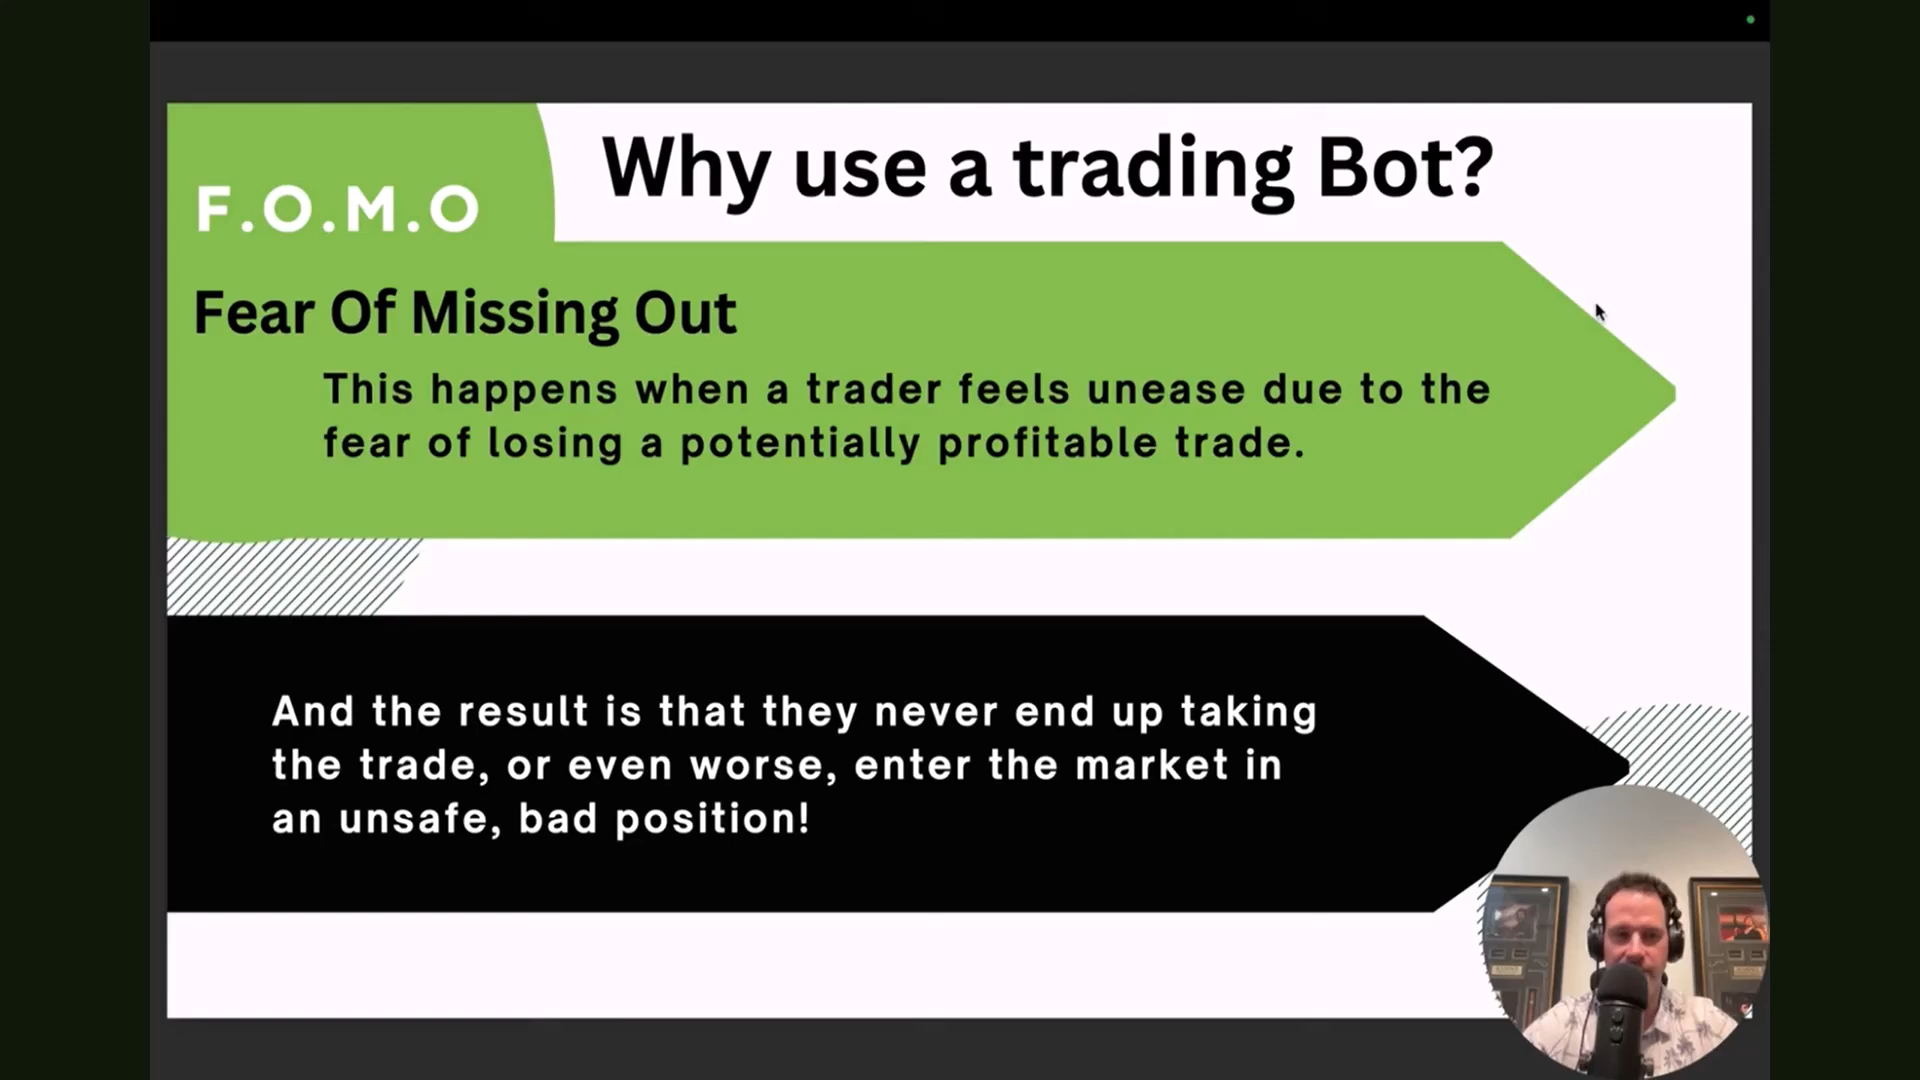 Why use a trading Bot?
F.O.M.O
Fear Of Missing Out
This happens when a trader feels unease due to the
fear of losing a potentially profitable trade.
And the result is that they never end up taking
the trade, or even worse, enter the market in
an unsafe, bad position!